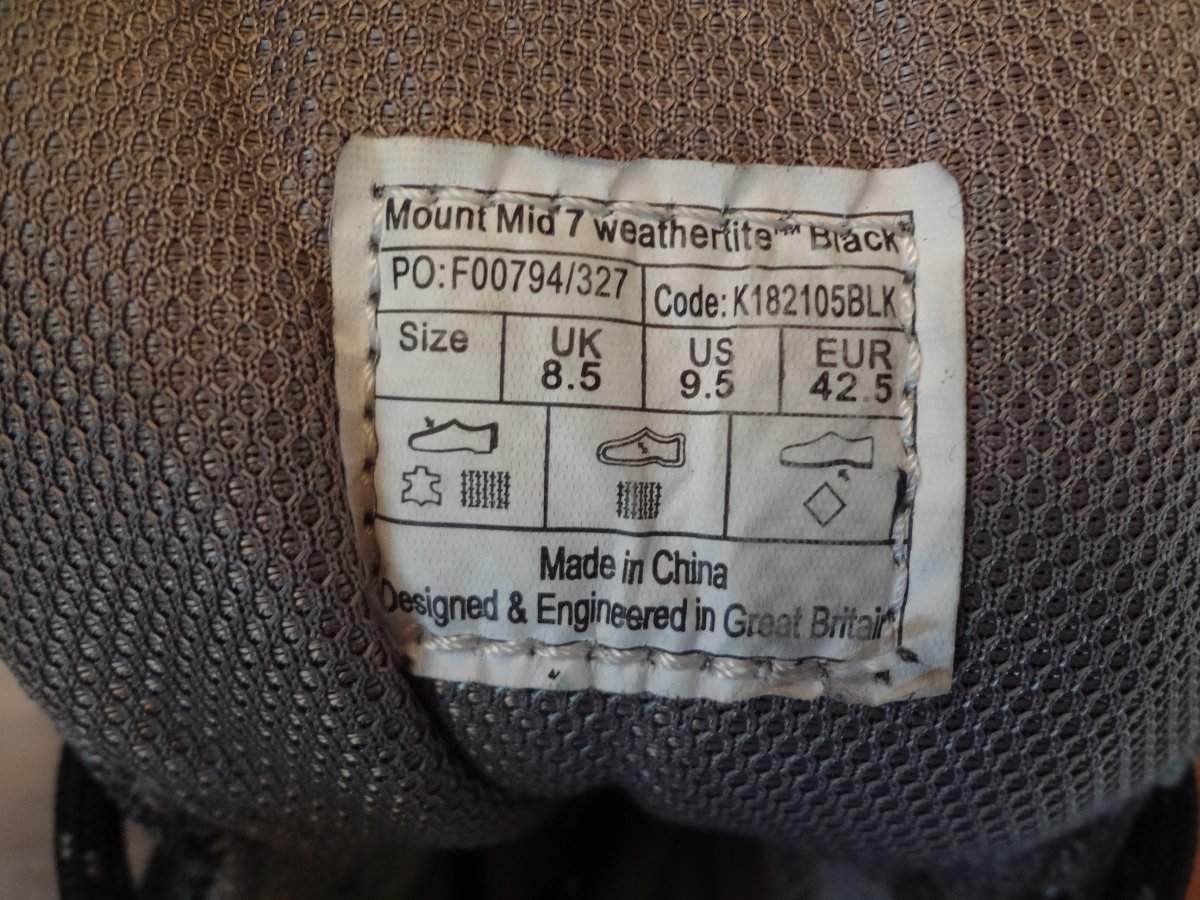 Mount Mid 7 weathertite™ Black
PO:F00794/327
Code: K182105BLK
Size UK US EUR
8.5 9.5 42.5
Made in China
Designed & Engineered in Great Britain